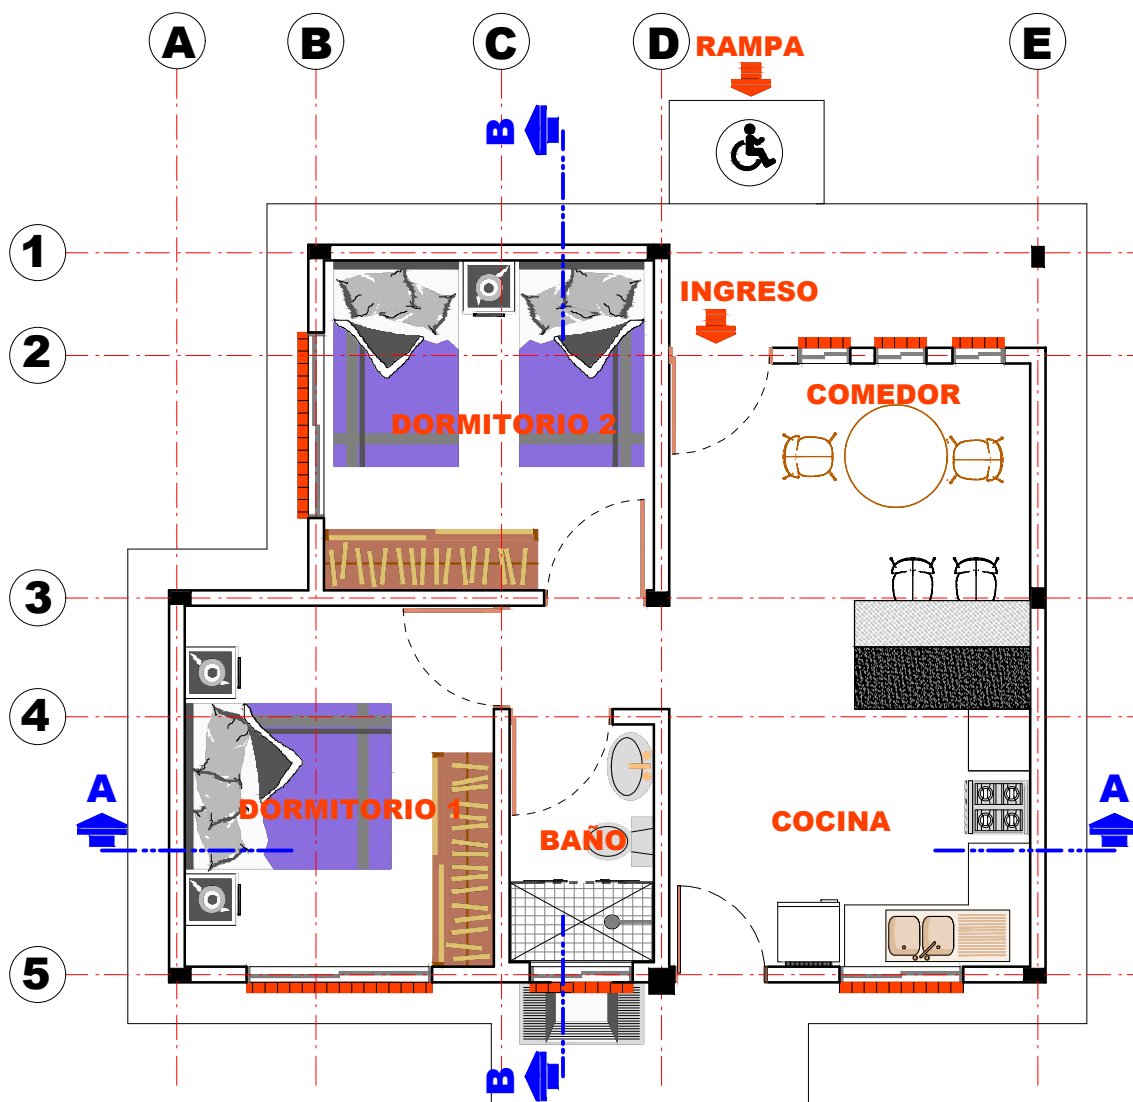 A B C D E
RAMPA
B
1
INGRESO
2
COMEDOR
DORMITORIO 2
3
4
A
A
DORMITORIO 1
COCINA
BAÑO
5
B